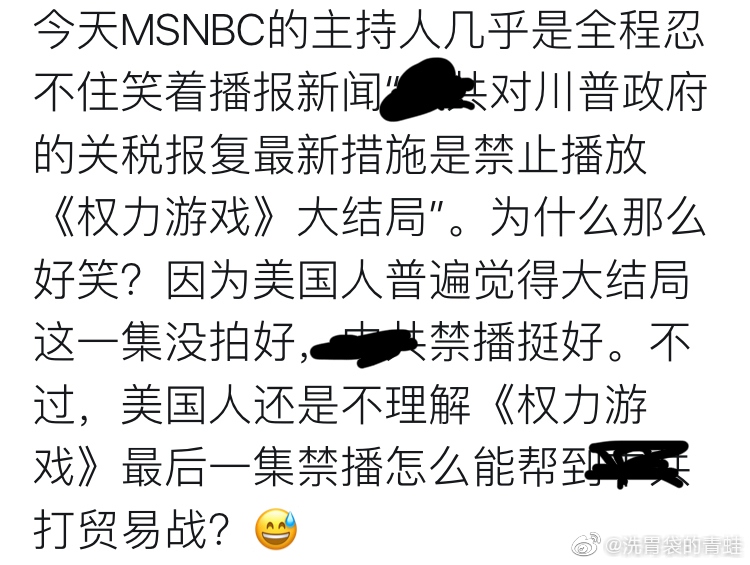 今天MSNBC的主持人几乎是全程忍
不住笑着播报新闻“共对川普政府
的关税报复最新措施是禁止播放
《权力游戏》大结局”。为什么那么
好笑？因为美国人普遍觉得大结局
这一集没拍好，禁播挺好。不
过，美国人还是不理解《权力游
戏》最后一集禁播怎么能帮到
打贸易战？😅
@洗胃袋的青蛙